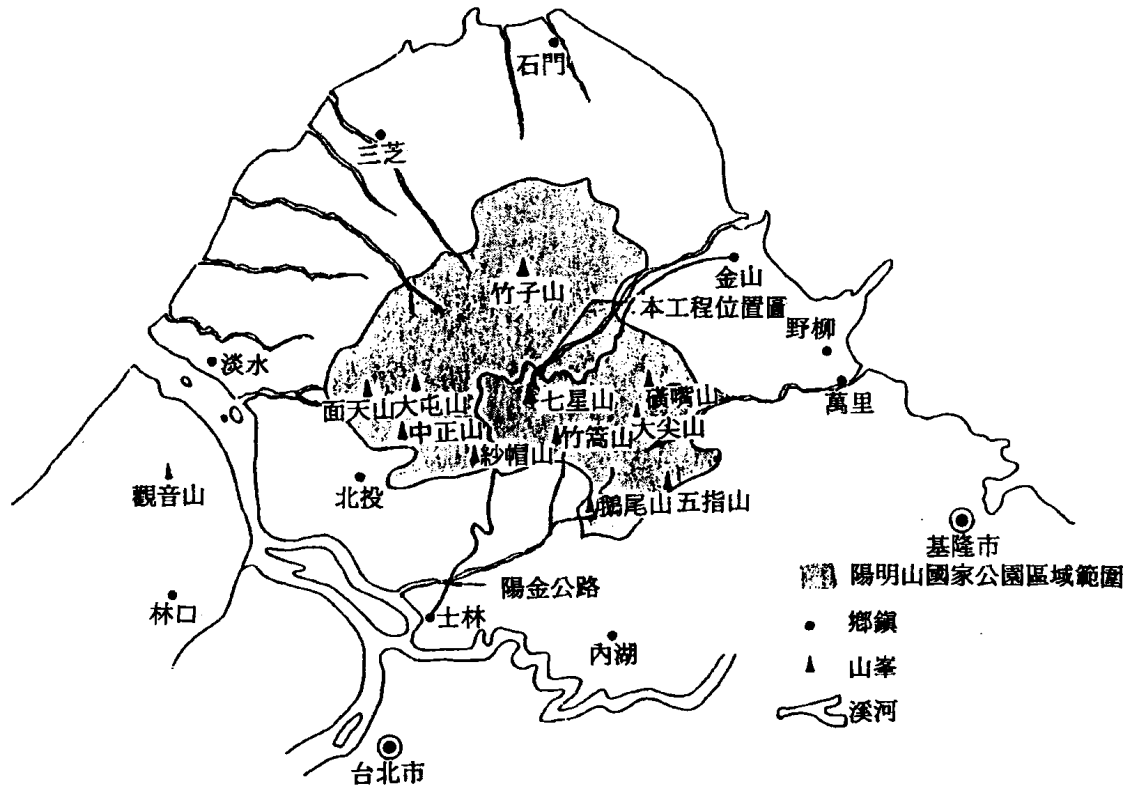 石門
三芝
竹子山
金山
本工程位置圖
野柳
淡水
面天山
大屯山
七星山
磺嘴山
萬里
中正山
竹篙山
大尖山
紗帽山
觀音山
北投
鵝尾山
五指山
基隆市
陽明山國家公園區域範圍
陽金公路
林口
士林
鄉鎮
內湖
山峯
溪河
台北市